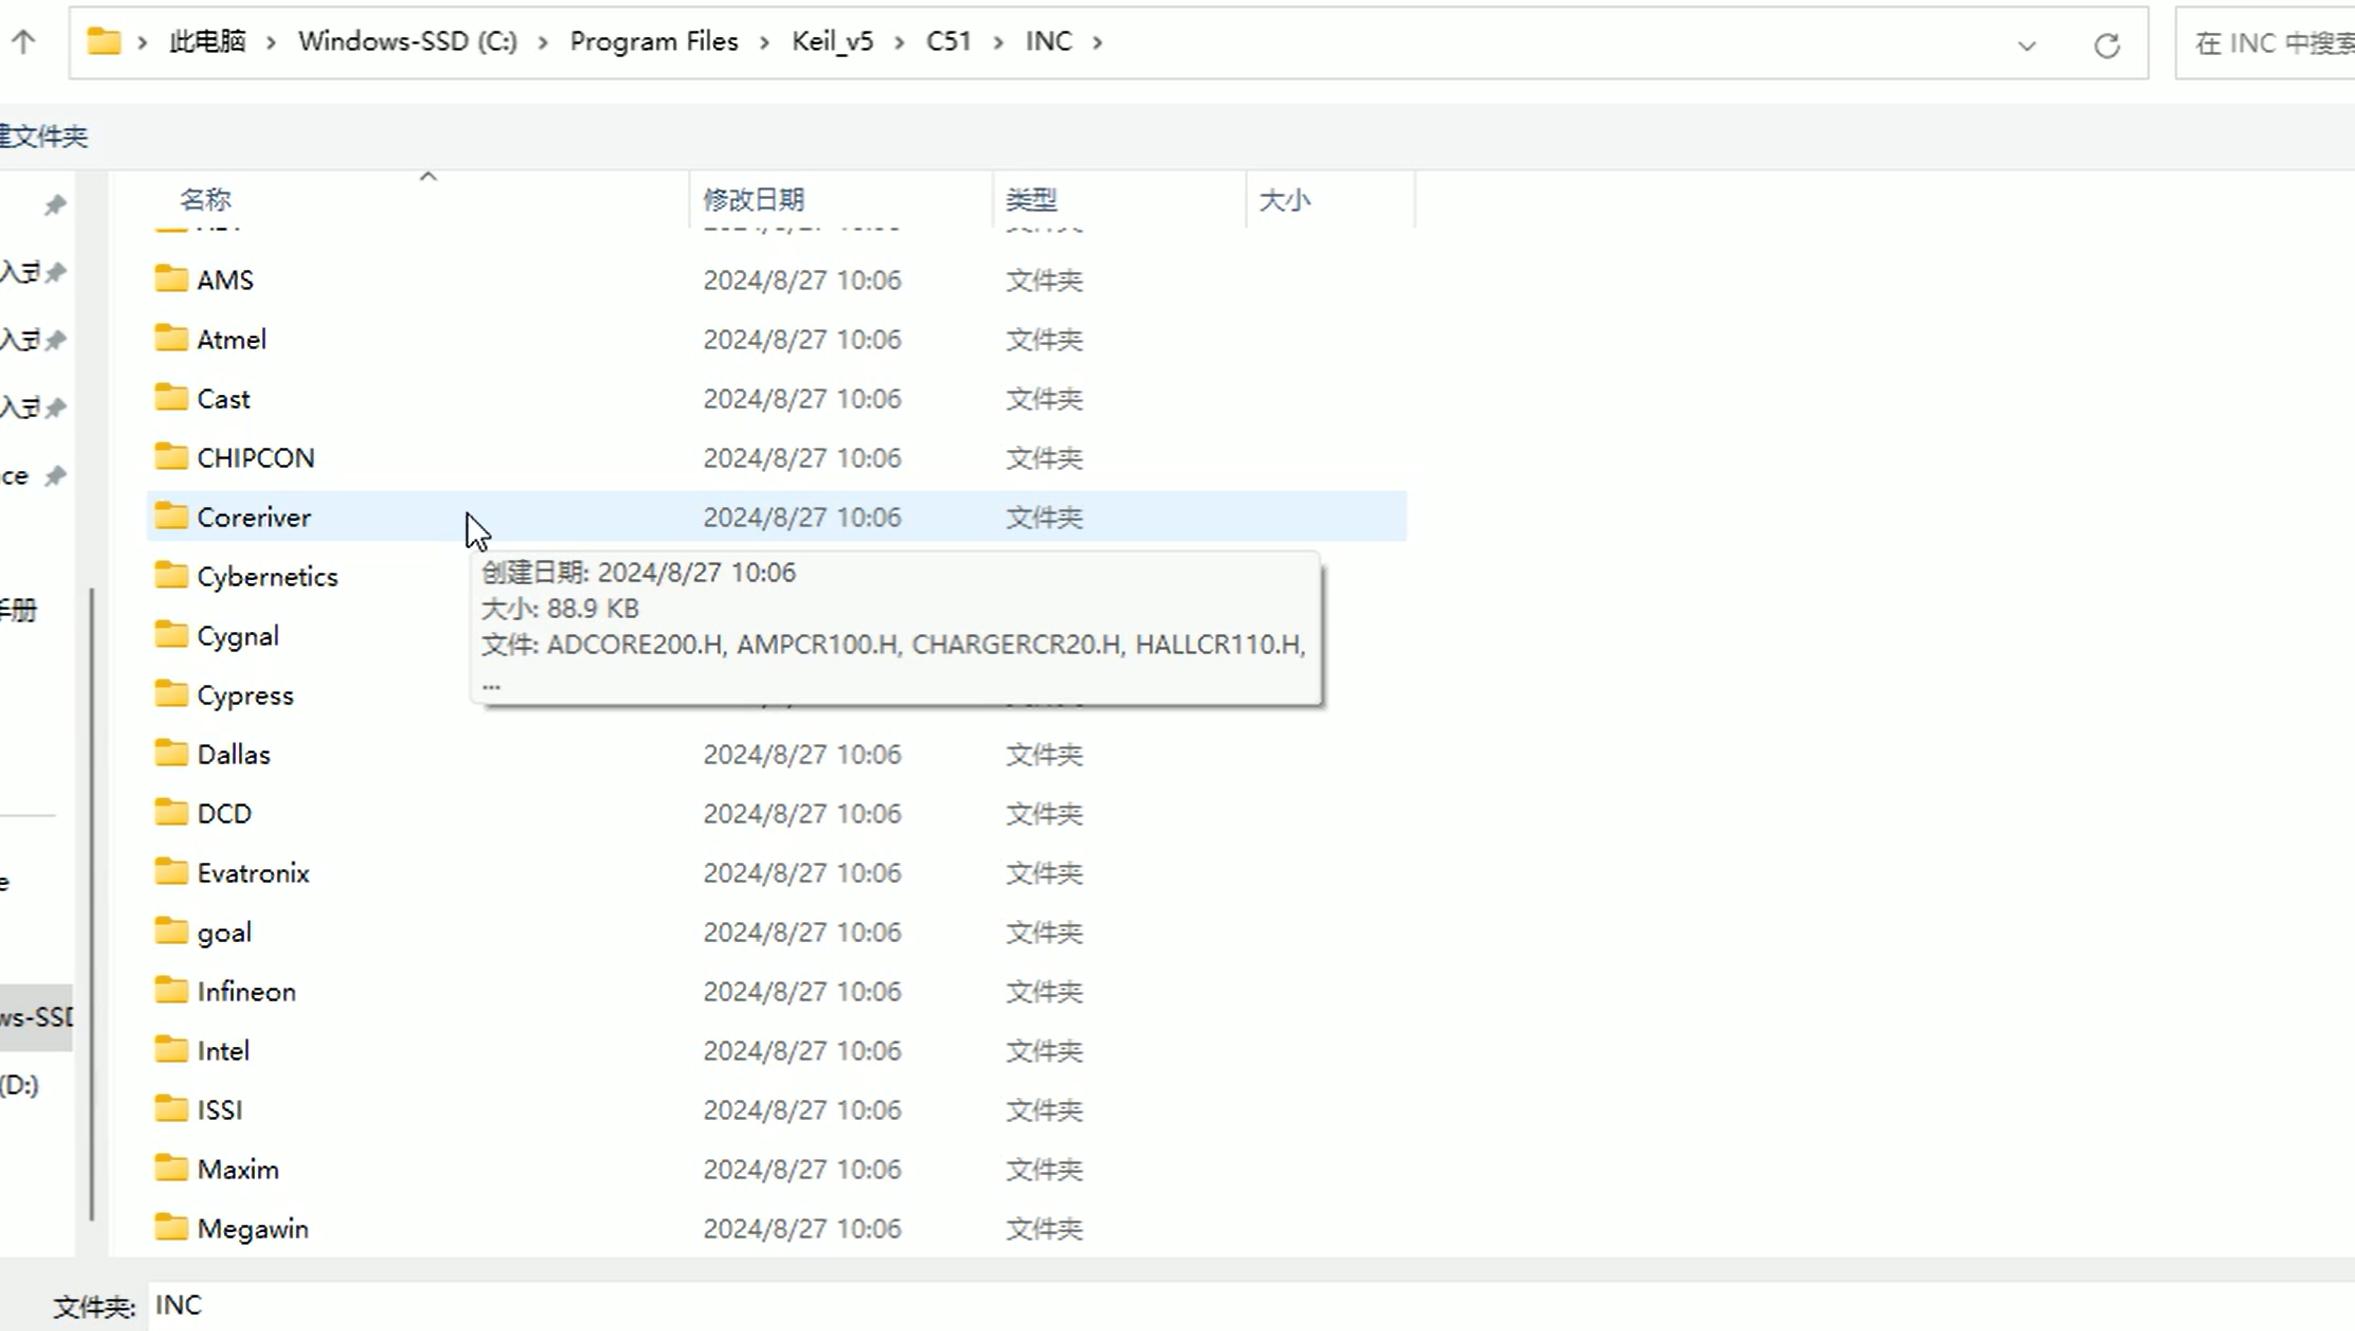 此电脑 > Windows-SSD (C:) > Program Files > Keil_v5 > C51 > INC >
在 INC 中搜索
建文件夹
名称 修改日期 类型 大小
AMS 2024/8/27 10:06 文件夹
Atmel 2024/8/27 10:06 文件夹
Cast 2024/8/27 10:06 文件夹
CHIPCON 2024/8/27 10:06 文件夹
Coreriver 2024/8/27 10:06 文件夹
Cybernetics
Cygnal
Cypress
创建日期: 2024/8/27 10:06
大小: 88.9 KB
文件: ADCORE200.H, AMPCR100.H, CHARGERCR20.H, HALLCR110.H,
...
Dallas 2024/8/27 10:06 文件夹
DCD 2024/8/27 10:06 文件夹
Evatronix 2024/8/27 10:06 文件夹
goal 2024/8/27 10:06 文件夹
Infineon 2024/8/27 10:06 文件夹
Intel 2024/8/27 10:06 文件夹
ISSI 2024/8/27 10:06 文件夹
Maxim 2024/8/27 10:06 文件夹
Megawin 2024/8/27 10:06 文件夹
入式
入式
入式
ce
手册
e
ws-SSD
(D:)
文件夹: INC